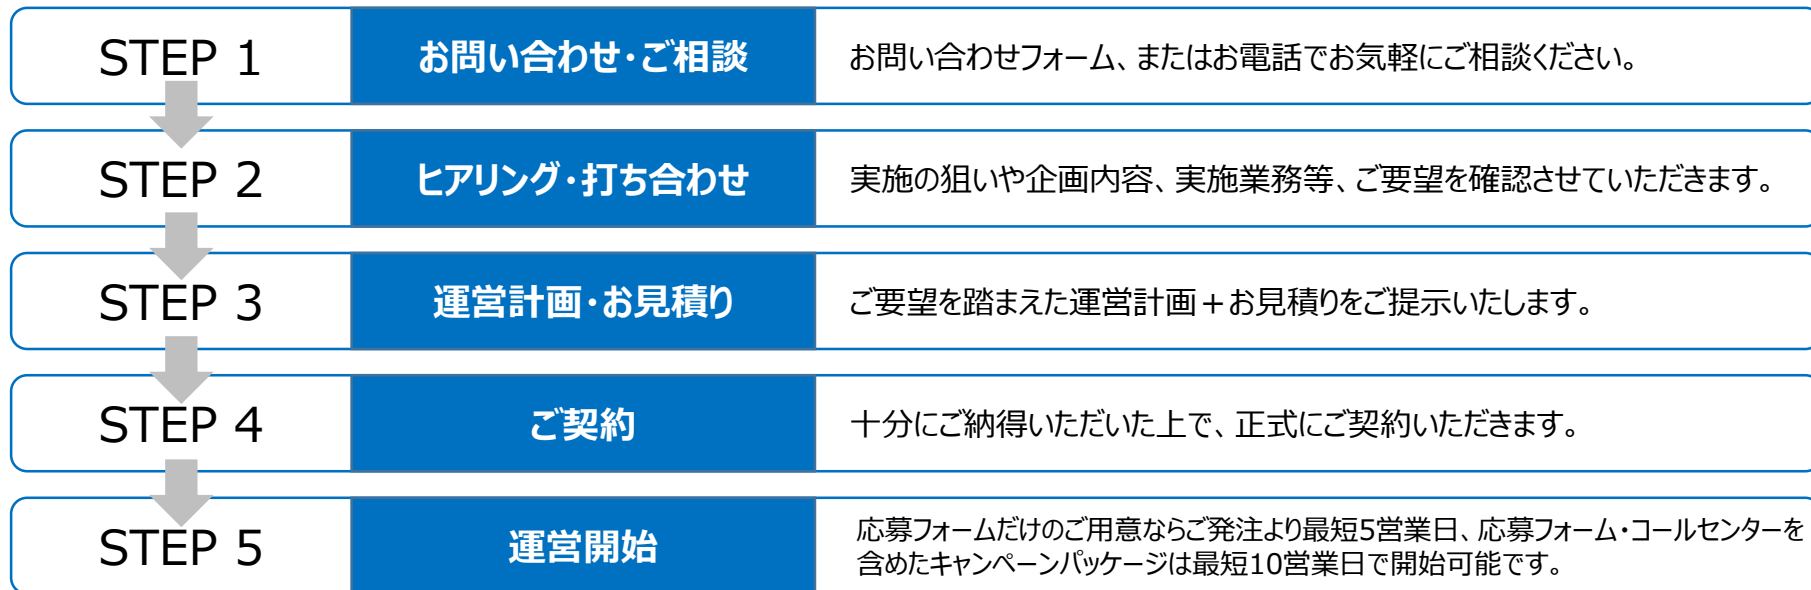 STEP 1
お問い合わせ・ご相談
お問い合わせフォーム、またはお電話でお気軽にご相談ください。
STEP 2
ヒアリング・打ち合わせ
実施の狙いや企画内容、実施業務等、ご要望を確認させていただきます。
STEP 3
運営計画・お見積り
ご要望を踏まえた運営計画＋お見積りをご提示いたします。
STEP 4
ご契約
十分にご納得いただいた上で、正式にご契約いただきます。
STEP 5
運営開始
応募フォームだけのご用意ならご発注より最短5営業日、応募フォーム・コールセンターを
含めたキャンペーンパッケージは最短10営業日で開始可能です。